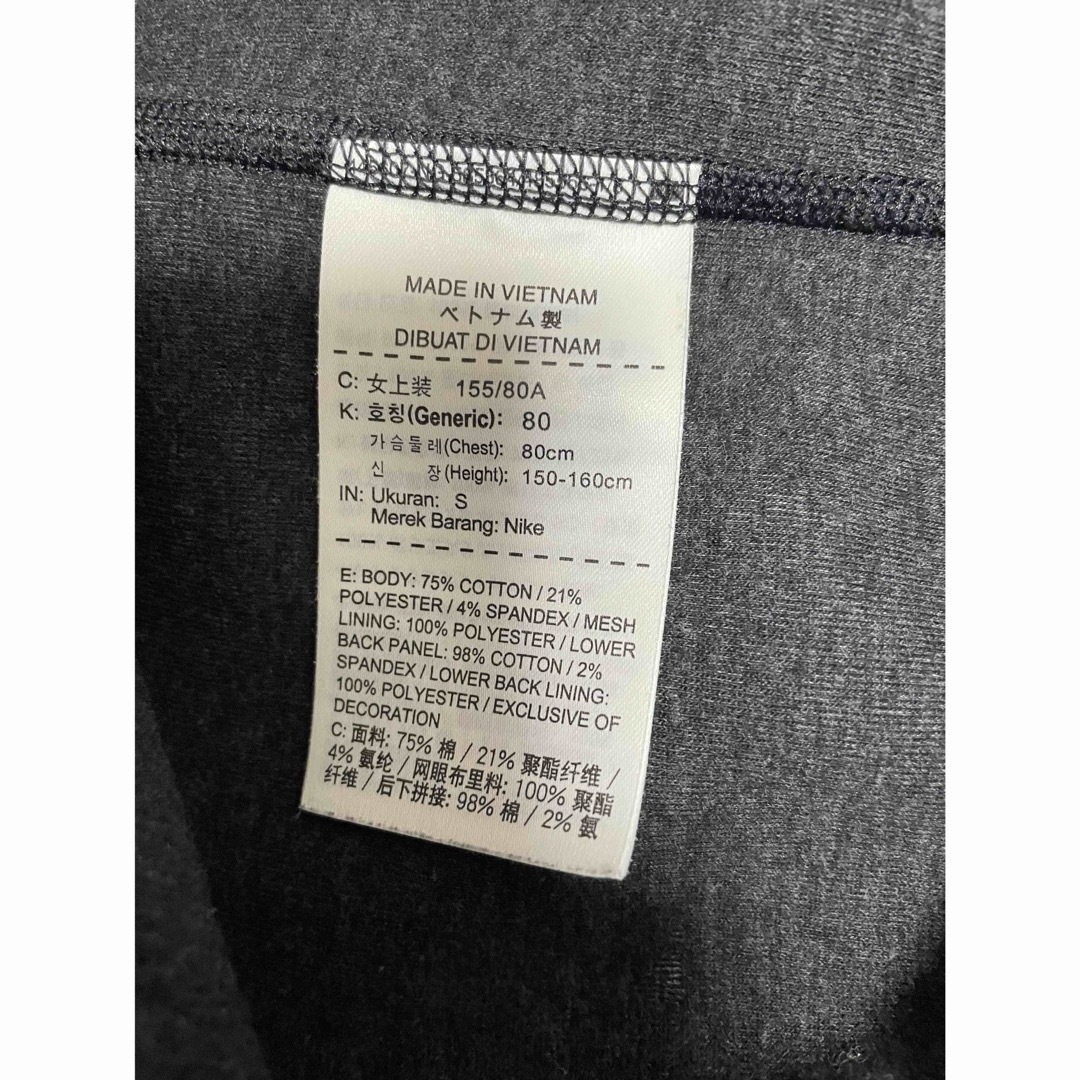 MADE IN VIETNAM
ベトナム製
DIBUAT DI VIETNAM
C: 女上装 155/80A
K: 호칭(Generic): 80
가슴둘레(Chest): 80cm
신 장(Height): 150-160cm
IN: Ukuran: S
Merek Barang: Nike
E: BODY: 75% COTTON / 21%
POLYESTER / 4% SPANDEX / MESH
LINING: 100% POLYESTER / LOWER
BACK PANEL: 98% COTTON / 2%
SPANDEX / LOWER BACK LINING:
100% POLYESTER / EXCLUSIVE OF
DECORATION
C: 面料: 75% 棉 / 21% 聚酯纤维 /
4% 氨纶 / 网眼布里料: 100% 聚酯
纤维 / 后下拼接: 98% 棉 / 2% 氨